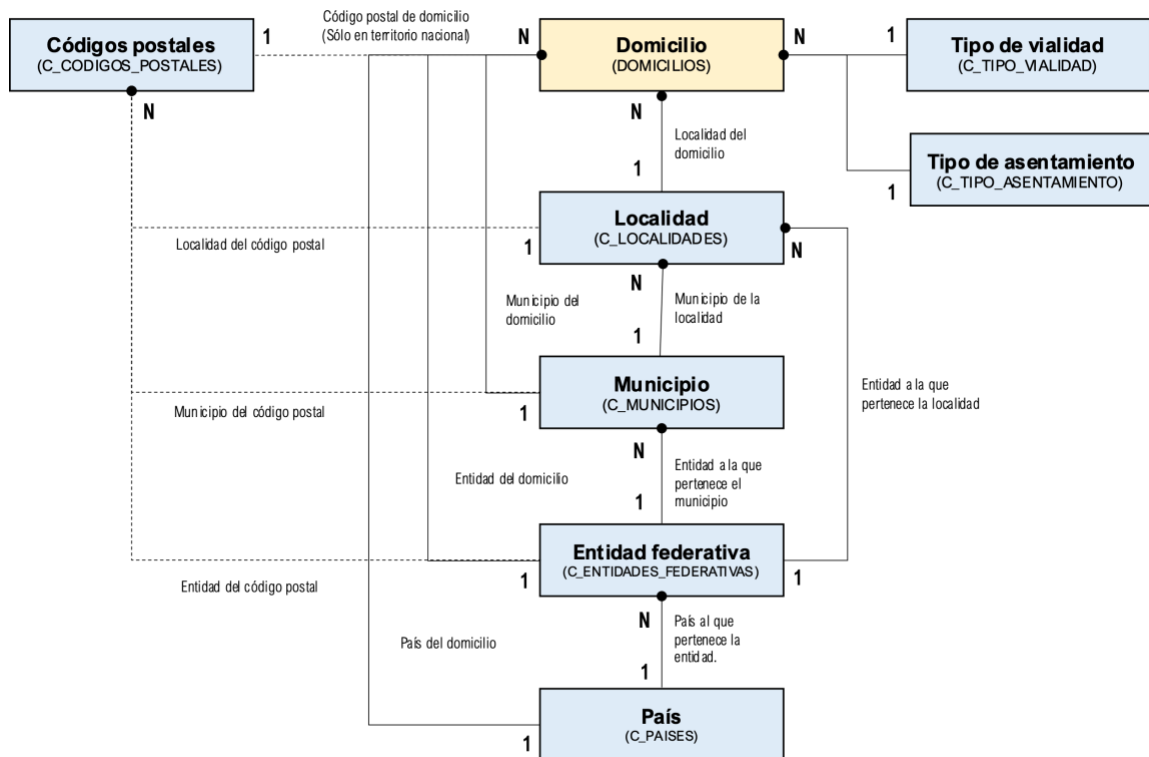 Código postal de domicilio
(Sólo en territorio nacional)
Códigos postales
(C_CODIGOS_POSTALES)
1
N
N
Domicilio
(DOMICILIOS)
N
1
Tipo de vialidad
(C_TIPO_VIALIDAD)
N
Localidad del
domicilio
1
1
Tipo de asentamiento
(C_TIPO_ASENTAMIENTO)
Localidad
(C_LOCALIDADES)
Localidad del código postal
1
N
N
Municipio del
domicilio
Municipio de la
localidad
1
Municipio
(C_MUNICIPIOS)
Entidad a la que
pertenece la localidad
Municipio del código postal
1
N
Entidad del domicilio
Entidad a la que
pertenece el
municipio
1
Entidad federativa
(C_ENTIDADES_FEDERATIVAS)
Entidad del código postal
1
1
N
País del domicilio
País al que
pertenece la
entidad.
1
País
(C_PAISES)
1